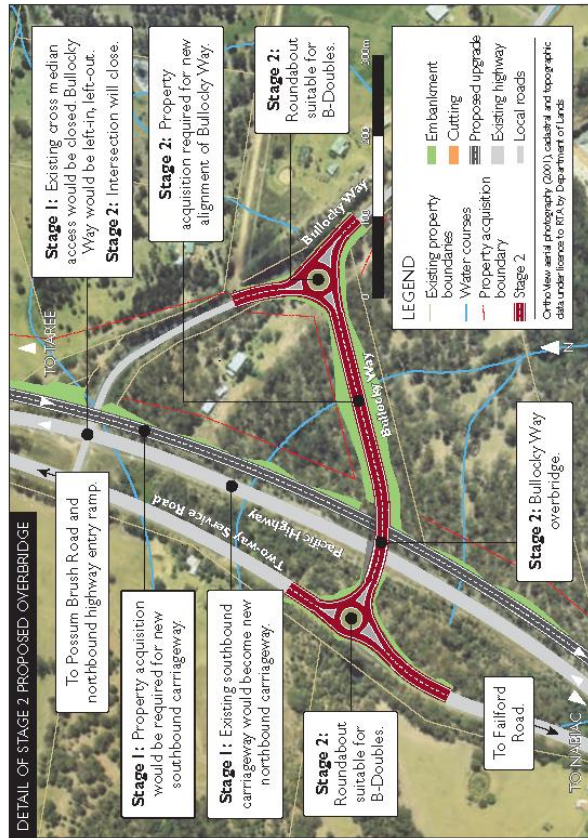 DETAIL OF STAGE 2 PROPOSED OVERBRIDGE
To Possum Brush Road and
northbound highway entry ramp.
Stage 1: Property acquisition
would be required for new
southbound carriageway.
Stage 1: Existing southbound
carriageway would become new
northbound carriageway.
Stage 2:
Roundabout
suitable for
B-Doubles.
To Failford
Road.
TO NABIAC
TO TAREE
Two-way Service Road
Pacific Highway
Bullocky Way
Bullocky Way
Stage 1: Existing cross median
access would be closed. Bullocky
Way would be left-in, left-out.
Stage 2: Intersection will close.
Stage 2: Property
acquisition required for new
alignment of Bullocky Way.
Stage 2:
Roundabout
suitable for
B-Doubles.
Stage 2: Bullocky Way
overbridge.
N
0 100 200 300m
LEGEND
Existing property
boundaries
Water courses
Property acquisition
boundary
Stage 2
Embankment
Cutting
Proposed upgrade
Existing highway
Local roads
Ortho View aerial photography (2001), cadastral and topographic
data under licence to RTA by Department of Lands